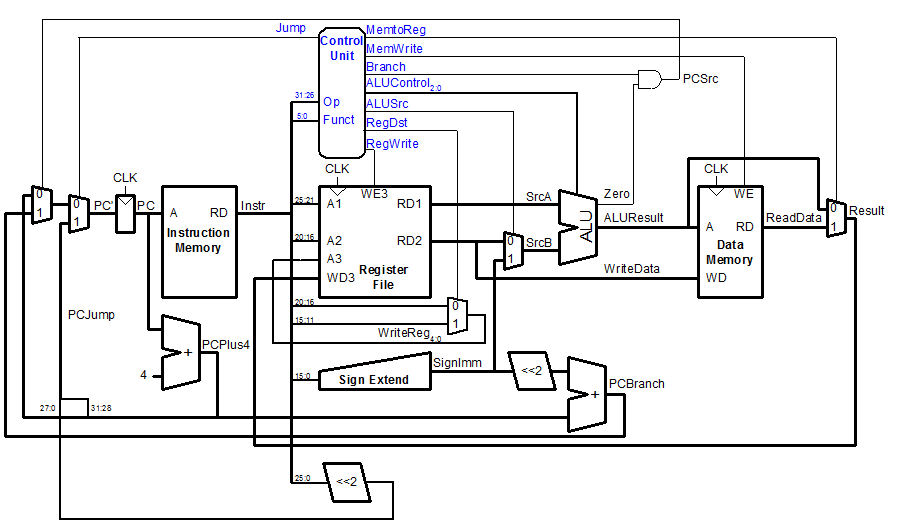 Jump
Control
Unit
MemtoReg
MemWrite
Branch
ALUControl2:0
ALUSrc
RegDst
RegWrite
PCSrc
31:26
Op
5:0
Funct
CLK
CLK
CLK
0
1
0
1
PC'
PC
A
RD
Instruction
Memory
Instr
25:21
A1
WE3
RD1
20:16
A2
RD2
A3
WD3
Register
File
SrcA
0
1
SrcB
ALU
Zero
ALUResult
WriteData
A
RD
WE
Data
Memory
WD
ReadData
0
1
Result
20:16
0
15:11
1
WriteReg4:0
PCJump
PCPlus4
+
4
15:0
Sign Extend
SignImm
<<2
+
PCBranch
27:0
31:28
25:0
<<2